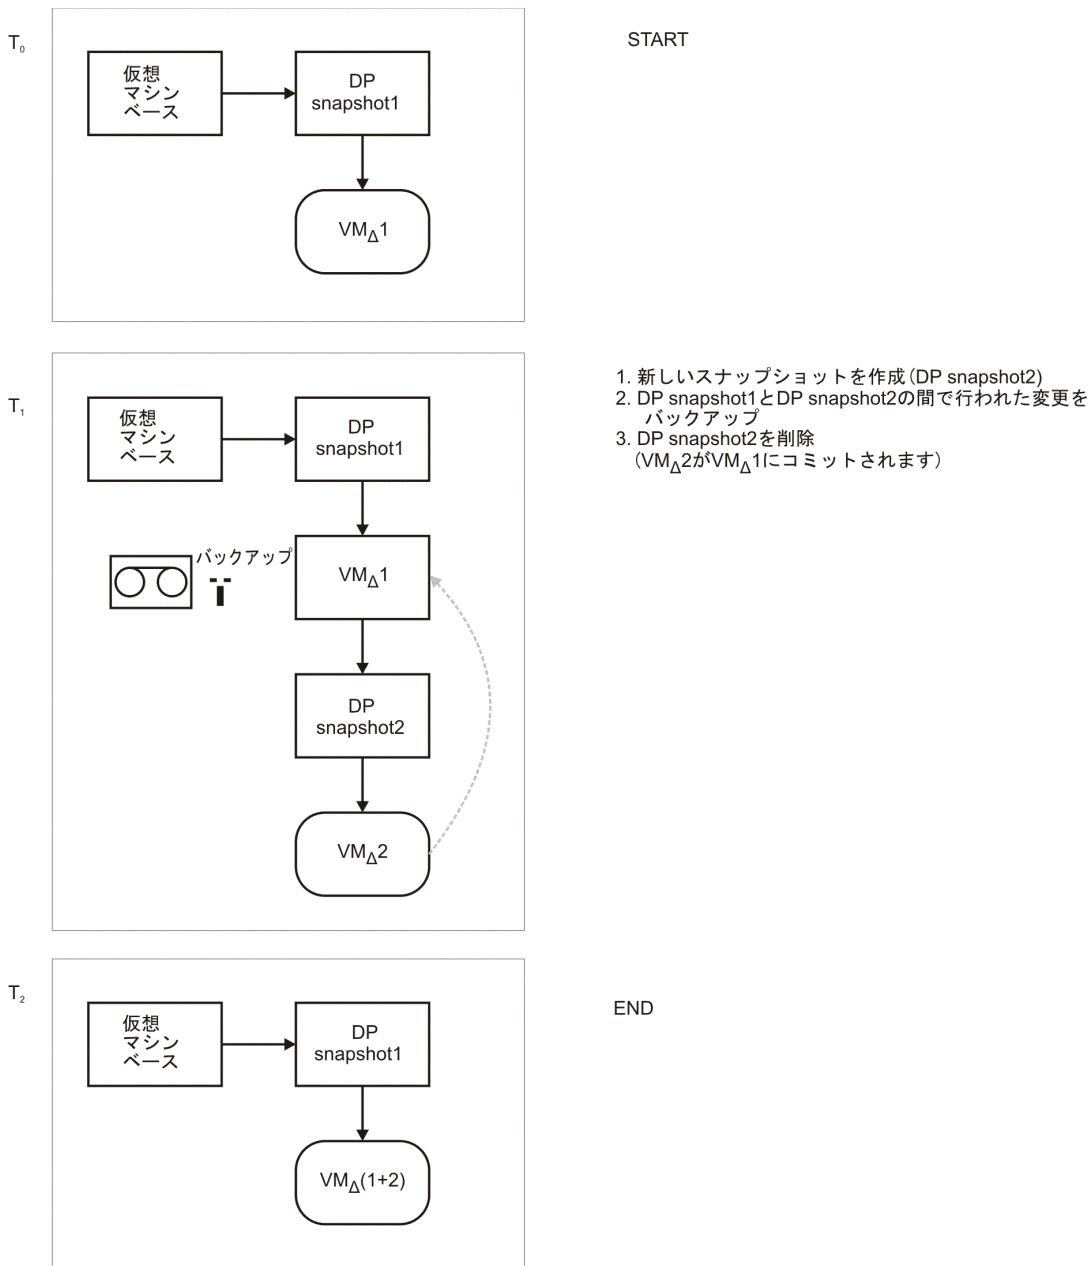 T0
START
仮想
マシン
ベース
DP
snapshot1
VMΔ1
T1
仮想
マシン
ベース
DP
snapshot1
バックアップ
VMΔ1
DP
snapshot2
VMΔ2
1. 新しいスナップショットを作成(DP snapshot2)
2. DP snapshot1とDP snapshot2の間で行われた変更を
バックアップ
3. DP snapshot2を削除
(VMΔ2がVMΔ1にコミットされます)
T2
END
仮想
マシン
ベース
DP
snapshot1
VMΔ(1+2)